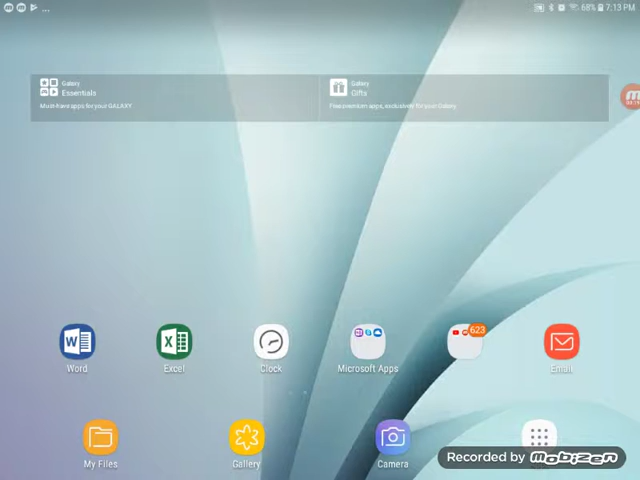 68% 7:13 PM
Galaxy
Essentials
Must-have apps for your GALAXY
Galaxy
Gifts
Free premium apps, exclusively for your Galaxy.
623
Word
Excel
Clock
Microsoft Apps
Email
My Files
Gallery
Camera
Recorded by Mobizen